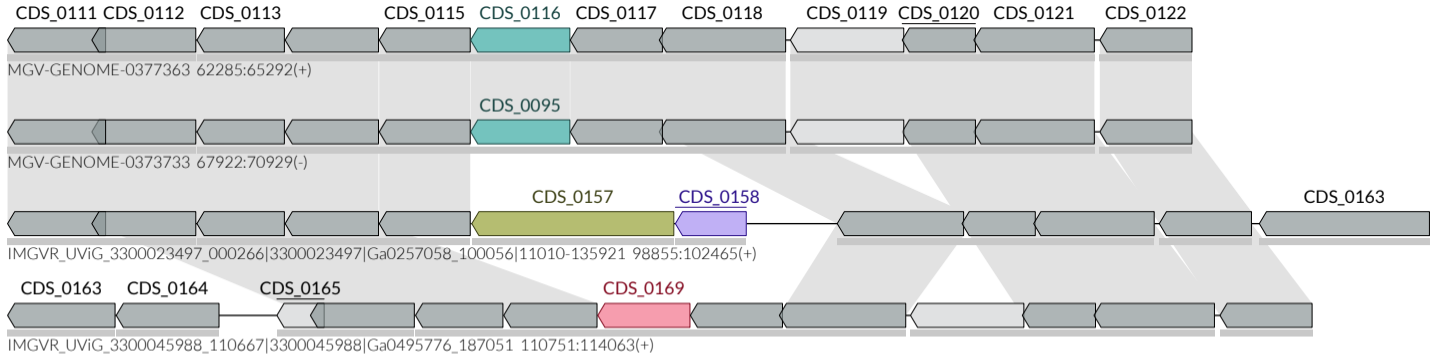 CDS_0111 CDS_0112 CDS_0113 CDS_0115 CDS_0116 CDS_0117 CDS_0118 CDS_0119 CDS_0120 CDS_0121 CDS_0122
MGV-GENOME-0377363 62285:65292(+)
CDS_0095
MGV-GENOME-0373733 67922:70929(-)
CDS_0157 CDS_0158 CDS_0163
IMGVR_UViG_3300023497_000266|3300023497|Ga0257058_100056|11010-135921 98855:102465(+)
CDS_0163 CDS_0164 CDS_0165 CDS_0169
IMGVR_UViG_3300045988_110667|3300045988|Ga0495776_187051 110751:114063(+)